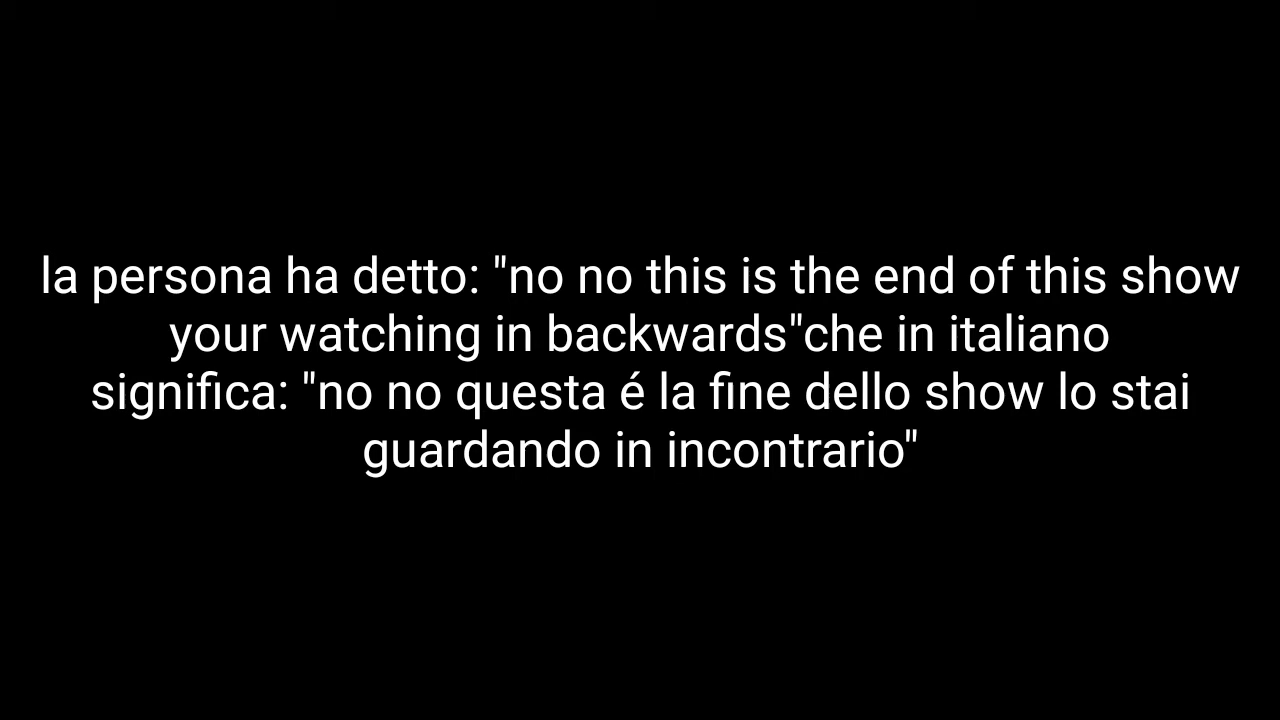 la persona ha detto: "no no this is the end of this show
your watching in backwards"che in italiano
significa: "no no questa é la fine dello show lo stai
guardando in incontrario"